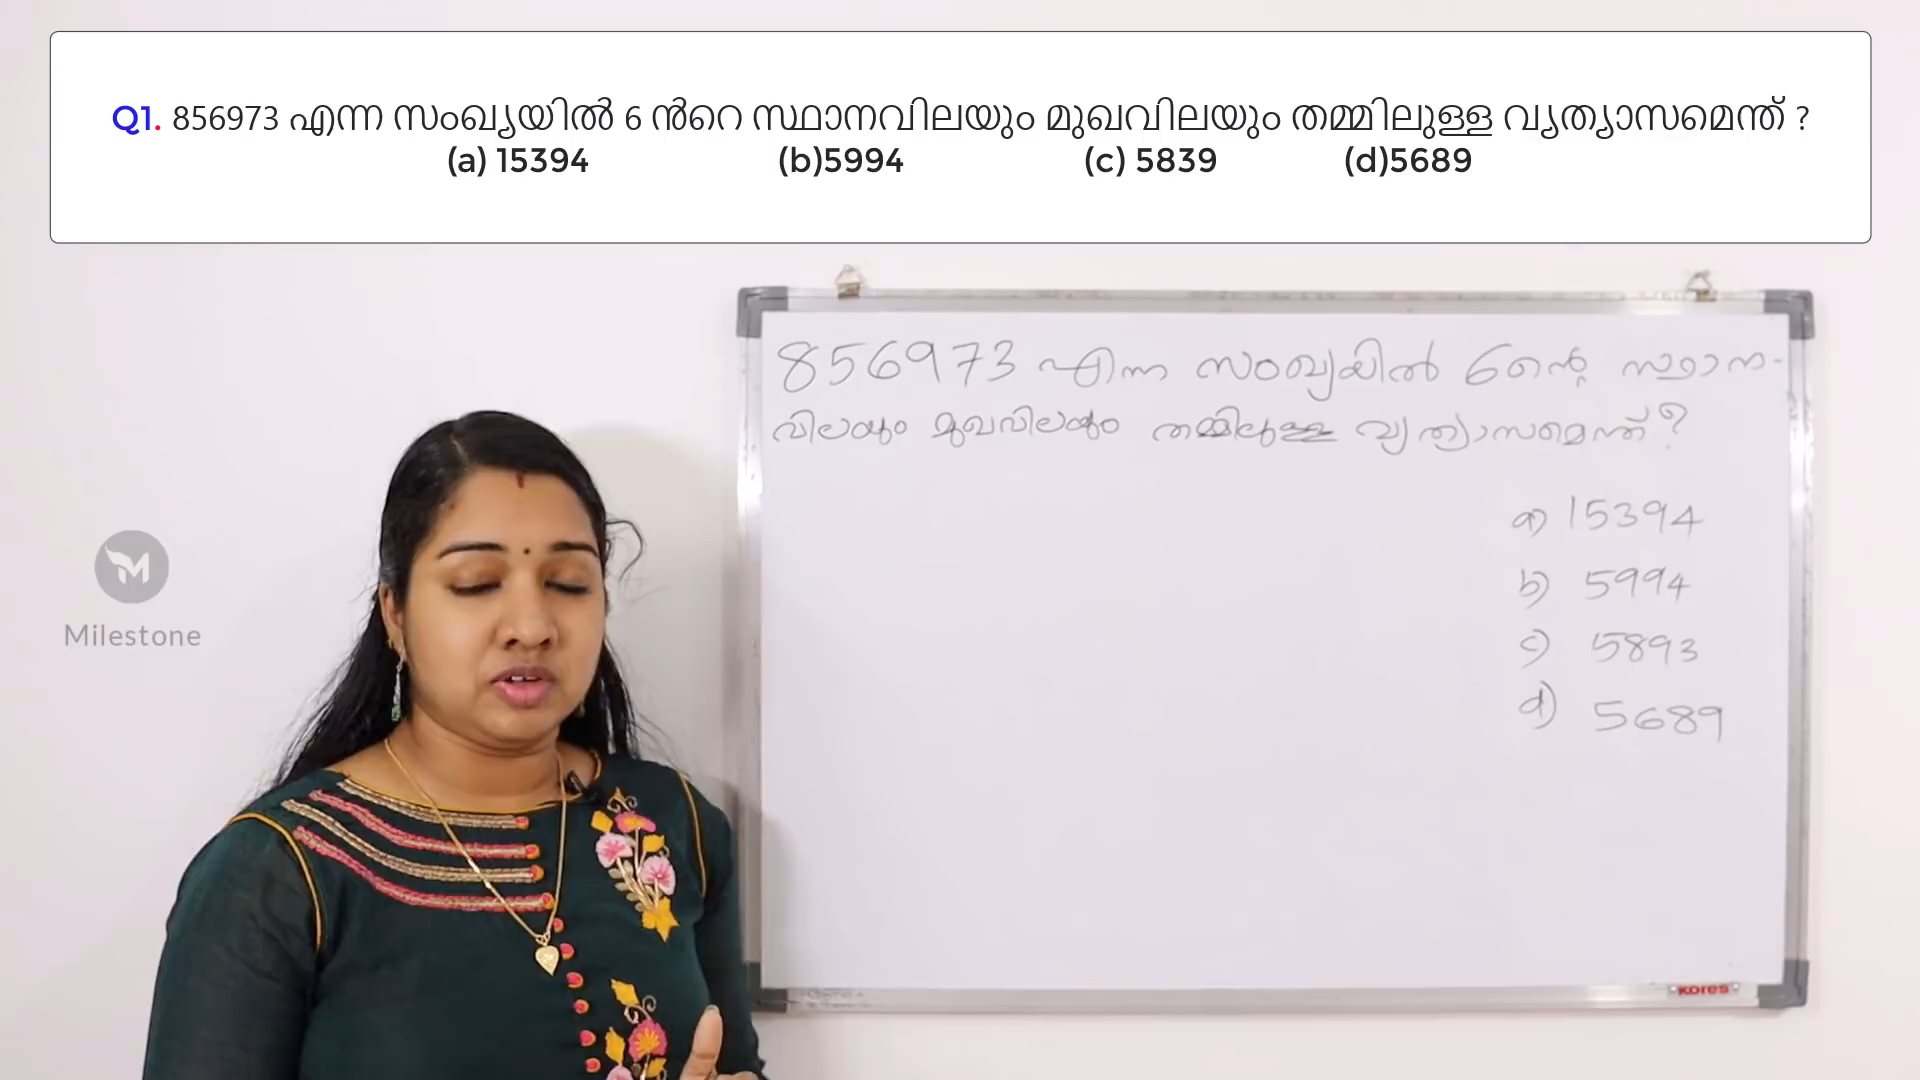 Q1. 856973 എന്ന സംഖ്യയിൽ 6 ൻറെ സ്ഥാനവിലയും മുഖവിലയും തമ്മിലുള്ള വ്യത്യാസമെന്ത് ?
(a) 15394 (b)5994 (c) 5839 (d)5689
856973 എന്ന സംഖ്യയിൽ 6ന്റെ സ്ഥാന-
വിലയും മുഖവിലയും തമ്മിലുള്ള വ്യത്യാസമെന്ത്?
a) 15394
b) 5994
c) 5893
d) 5689
Milestone
kores